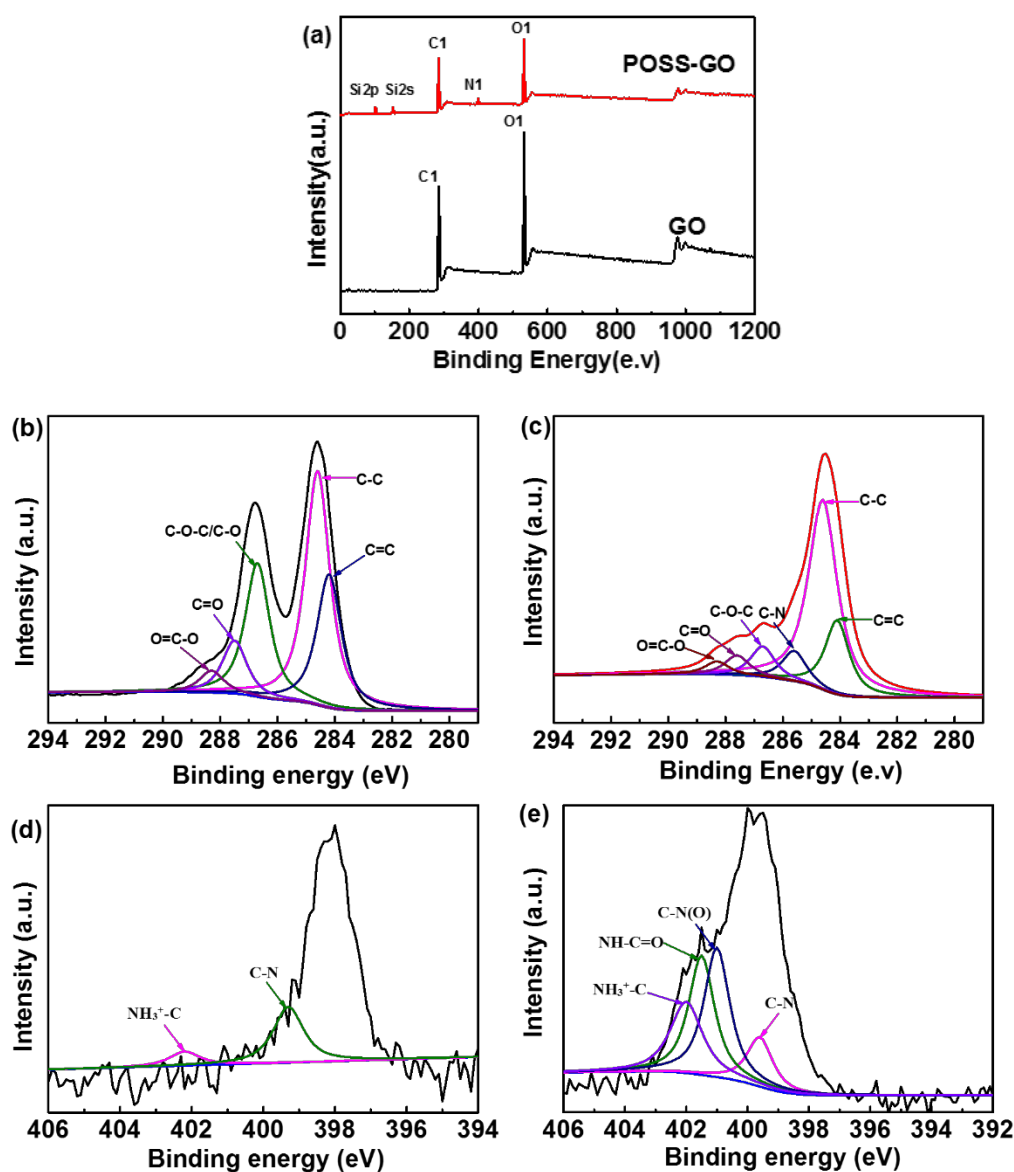 (a)
C1
O1
POSS-GO
Si2p Si2s
N1
O1
C1
GO
Intensity(a.u.)
0 200 400 600 800 1000 1200
Binding Energy(e.v)
(b)
C-C
C-O-C/C-O
C=C
C=O
O=C-O
Intensity (a.u.)
294 292 290 288 286 284 282 280
Binding energy (eV)
(c)
C-C
C-O-C C-N
C=C
C=O
O=C-O
Intensity (a.u.)
294 292 290 288 286 284 282 280
Binding Energy (e.v)
(d)
C-N
NH₃⁺-C
Intensity (a.u.)
406 404 402 400 398 396 394
Binding energy (eV)
(e)
C-N(O)
NH-C=O
NH₃⁺-C
C-N
Intensity (a.u.)
406 404 402 400 398 396 394 392
Binding energy (eV)